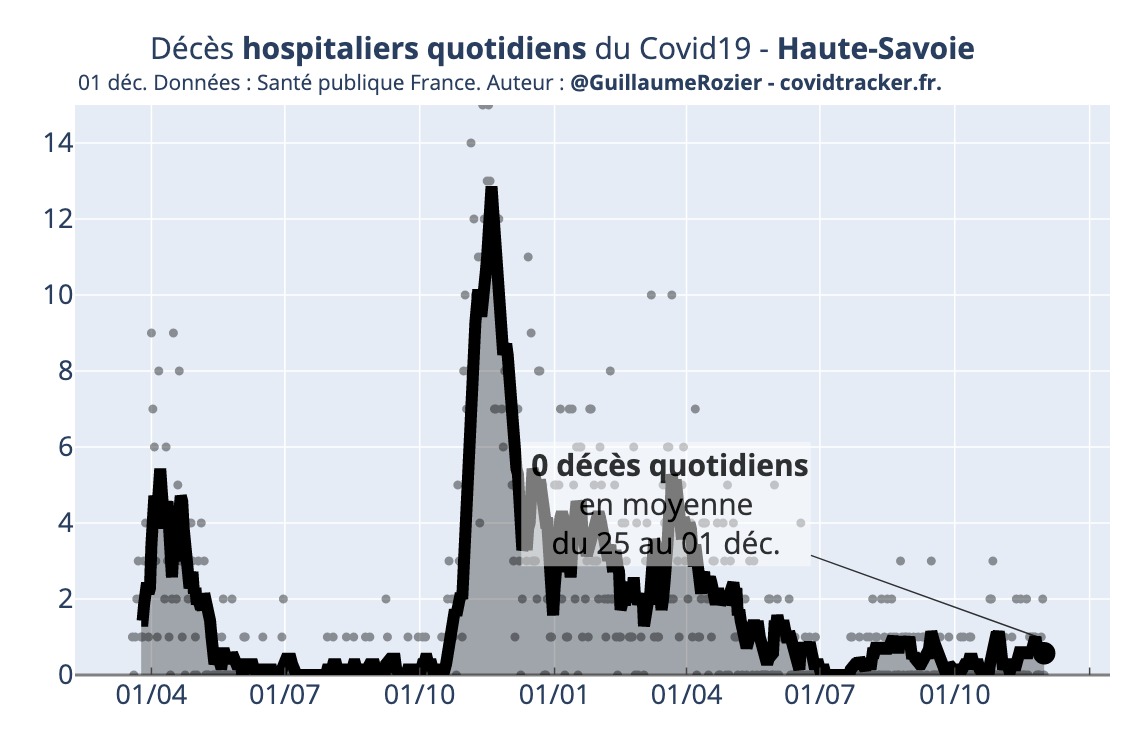 Décès hospitaliers quotidiens du Covid19 - Haute-Savoie
01 déc. Données : Santé publique France. Auteur : @GuillaumeRozier - covidtracker.fr.
14
12
10
8
6
4
2
0
0 décès quotidiens
en moyenne
du 25 au 01 déc.
01/04 01/07 01/10 01/01 01/04 01/07 01/10